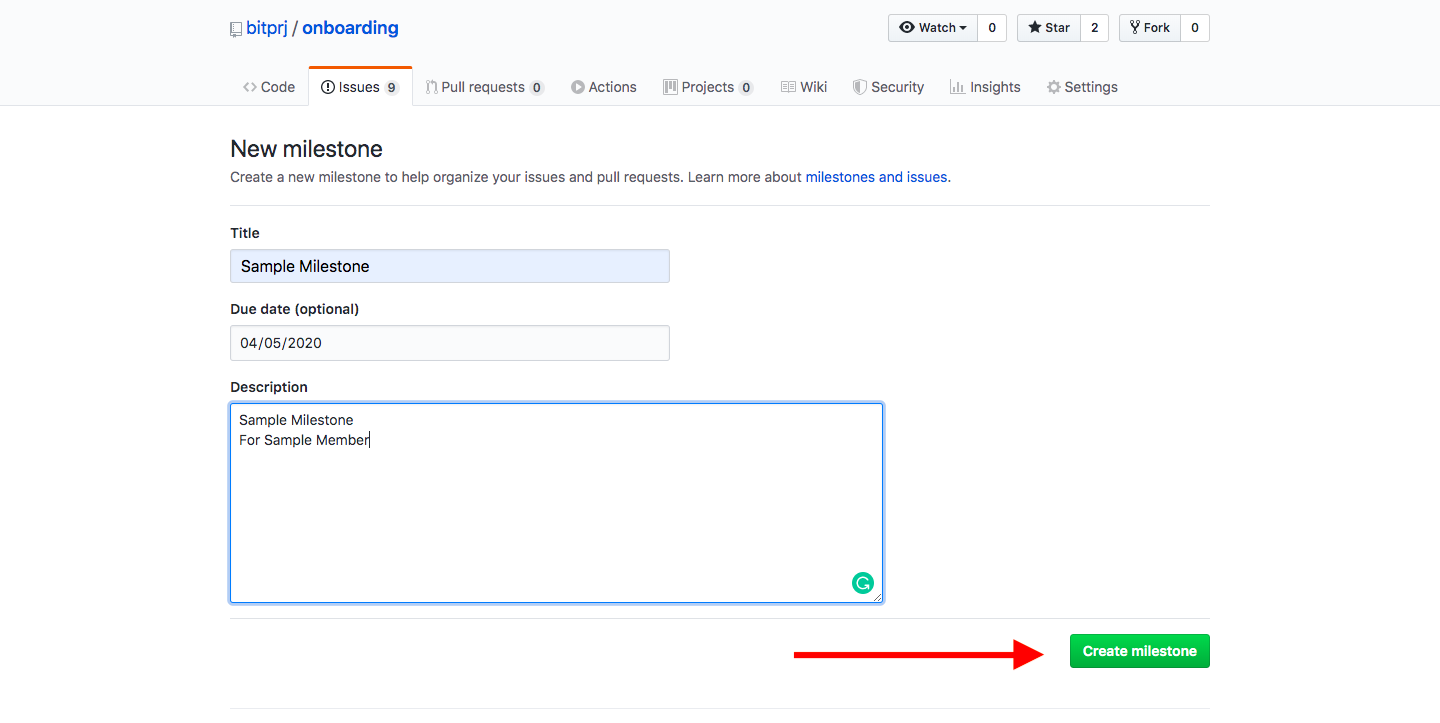 bitprj / onboarding
Watch 0 Star 2 Fork 0
Code Issues 9 Pull requests 0 Actions Projects 0 Wiki Security Insights Settings
New milestone
Create a new milestone to help organize your issues and pull requests. Learn more about milestones and issues.
Title
Sample Milestone
Due date (optional)
04/05/2020
Description
Sample Milestone
For Sample Member
Create milestone